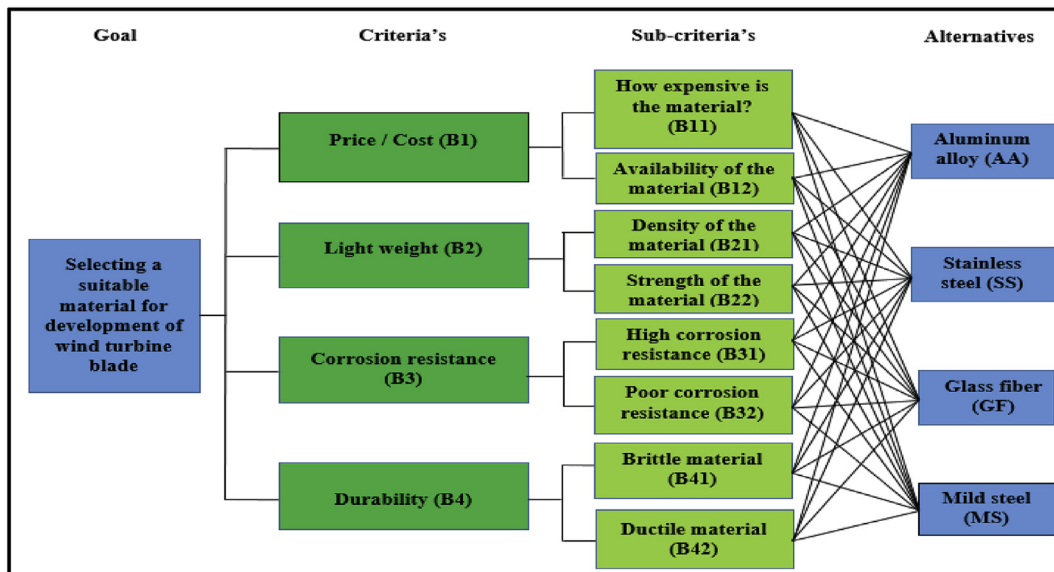 Goal
Criteria's
Sub-criteria's
Alternatives
Selecting a
suitable
material for
development of
wind turbine
blade
Price / Cost (B1)
Light weight (B2)
Corrosion resistance
(B3)
Durability (B4)
How expensive is
the material?
(B11)
Availability of the
material (B12)
Density of the
material (B21)
Strength of the
material (B22)
High corrosion
resistance (B31)
Poor corrosion
resistance (B32)
Brittle material
(B41)
Ductile material
(B42)
Aluminum
alloy (AA)
Stainless
steel (SS)
Glass fiber
(GF)
Mild steel
(MS)